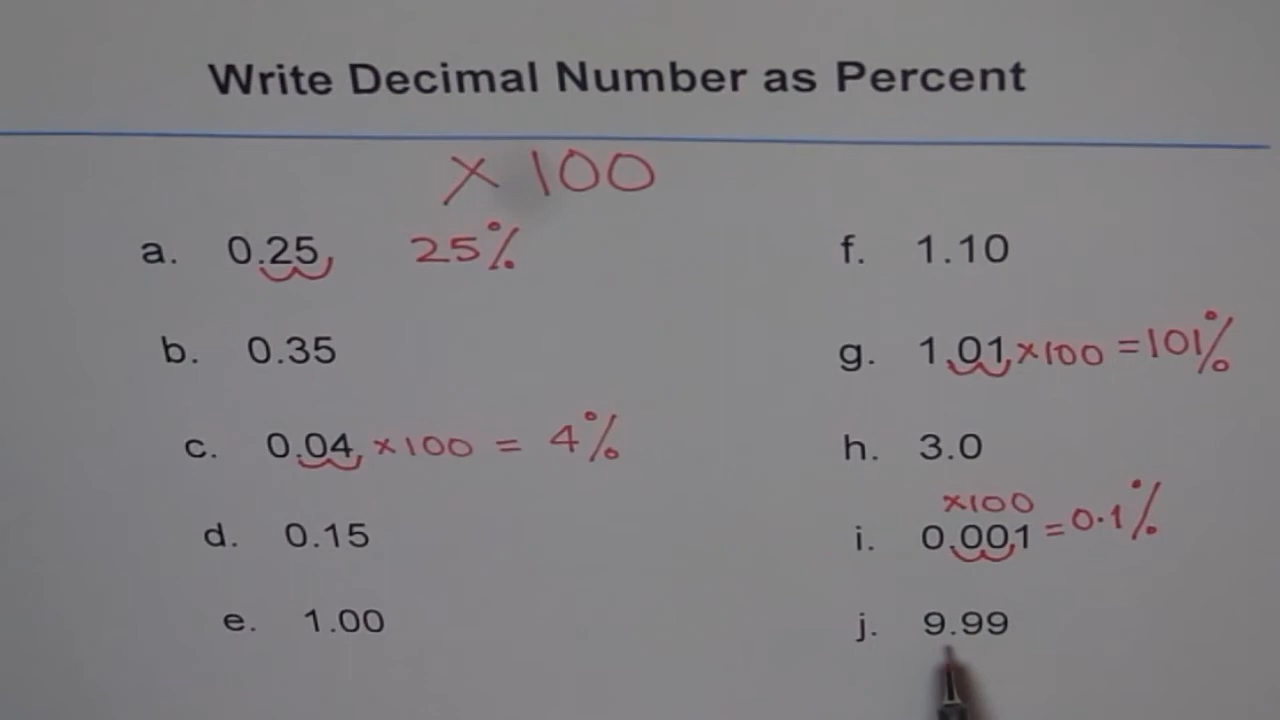 Write Decimal Number as Percent
× 100
a. 0.25 25%
b. 0.35
c. 0.04 ×100 = 4%
d. 0.15
e. 1.00
f. 1.10
g. 1.01 ×100 = 101%
h. 3.0
×100
i. 0.001 = 0.1%
j. 9.99